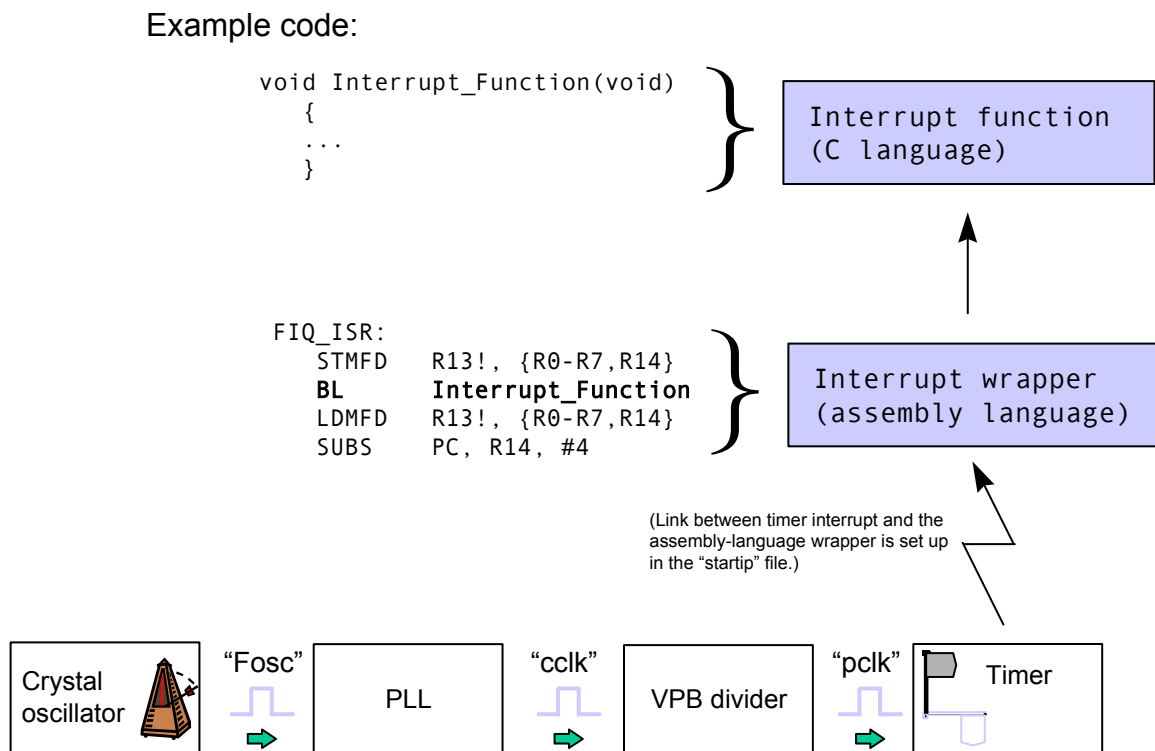 Example code:
void Interrupt_Function(void)
{
...
}
Interrupt function
(C language)
FIQ_ISR:
STMFD R13!, {R0-R7,R14}
BL Interrupt_Function
LDMFD R13!, {R0-R7,R14}
SUBS PC, R14, #4
Interrupt wrapper
(assembly language)
(Link between timer interrupt and the
assembly-language wrapper is set up
in the “startip” file.)
Crystal
oscillator
“Fosc”
PLL
“cclk”
VPB divider
“pclk”
Timer